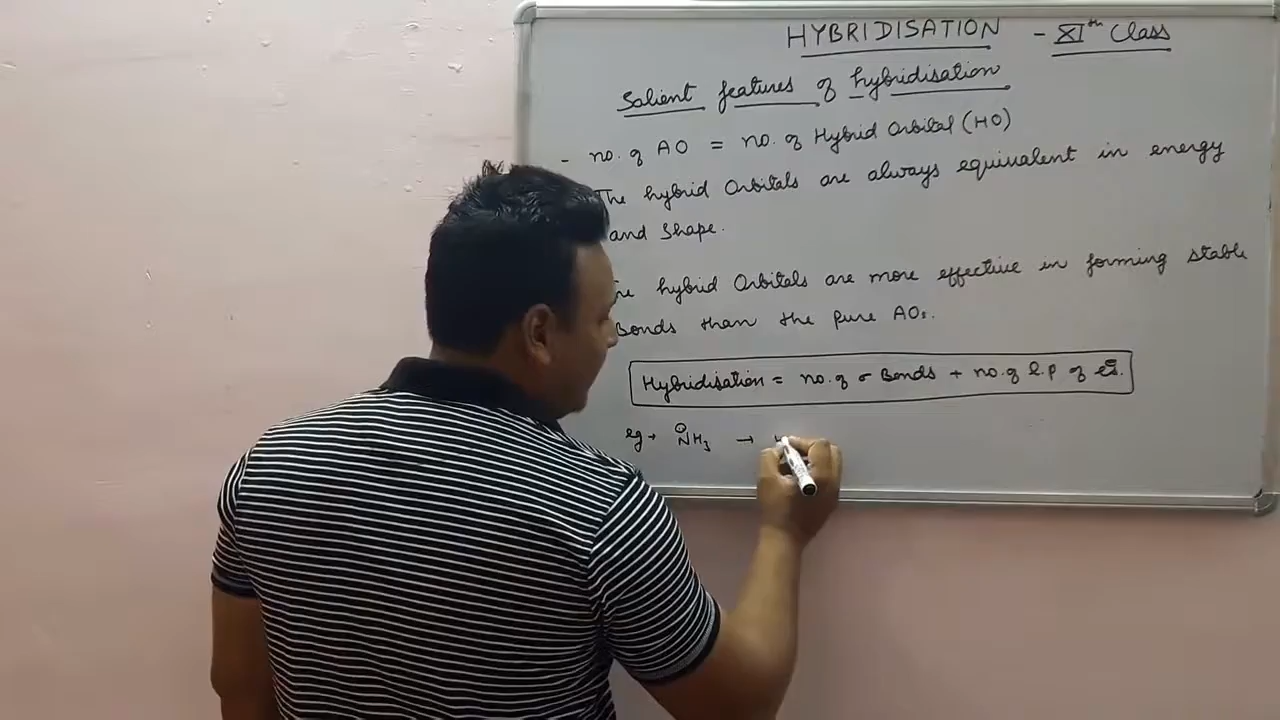 HYBRIDISATION - XIth Class
Salient features of hybridisation
- no. of AO = no. of Hybrid Orbital (HO)
The hybrid Orbitals are always equivalent in energy
and Shape.
hybrid Orbitals are more effective in forming stable
Bonds than the pure AOs.
Hybridisation = no. of σ Bonds + no. of l.p of es.
eg → NH3 →